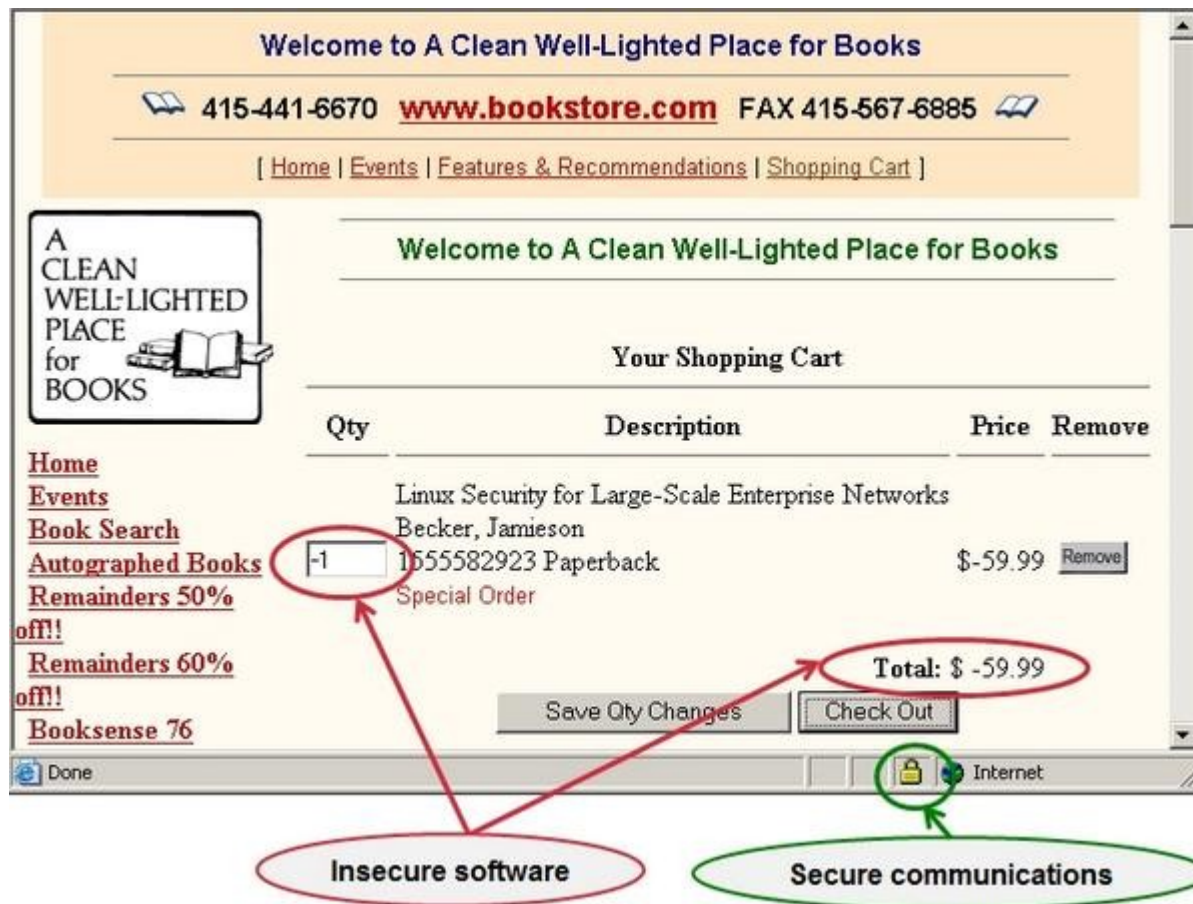 Welcome to A Clean Well-Lighted Place for Books
415-441-6670 www.bookstore.com FAX 415-567-6885
[ Home | Events | Features & Recommendations | Shopping Cart ]
A
CLEAN
WELL-LIGHTED
PLACE
for
BOOKS
Welcome to A Clean Well-Lighted Place for Books
Your Shopping Cart
Qty Description Price Remove
Home
Events
Book Search
Autographed Books
Remainders 50%
off!!
Remainders 60%
off!!
Booksense 76
Linux Security for Large-Scale Enterprise Networks
Becker, Jamieson
-1 1555582923 Paperback $-59.99 Remove
Special Order
Total: $ -59.99
Save Qty Changes Check Out
Done Internet
Insecure software Secure communications